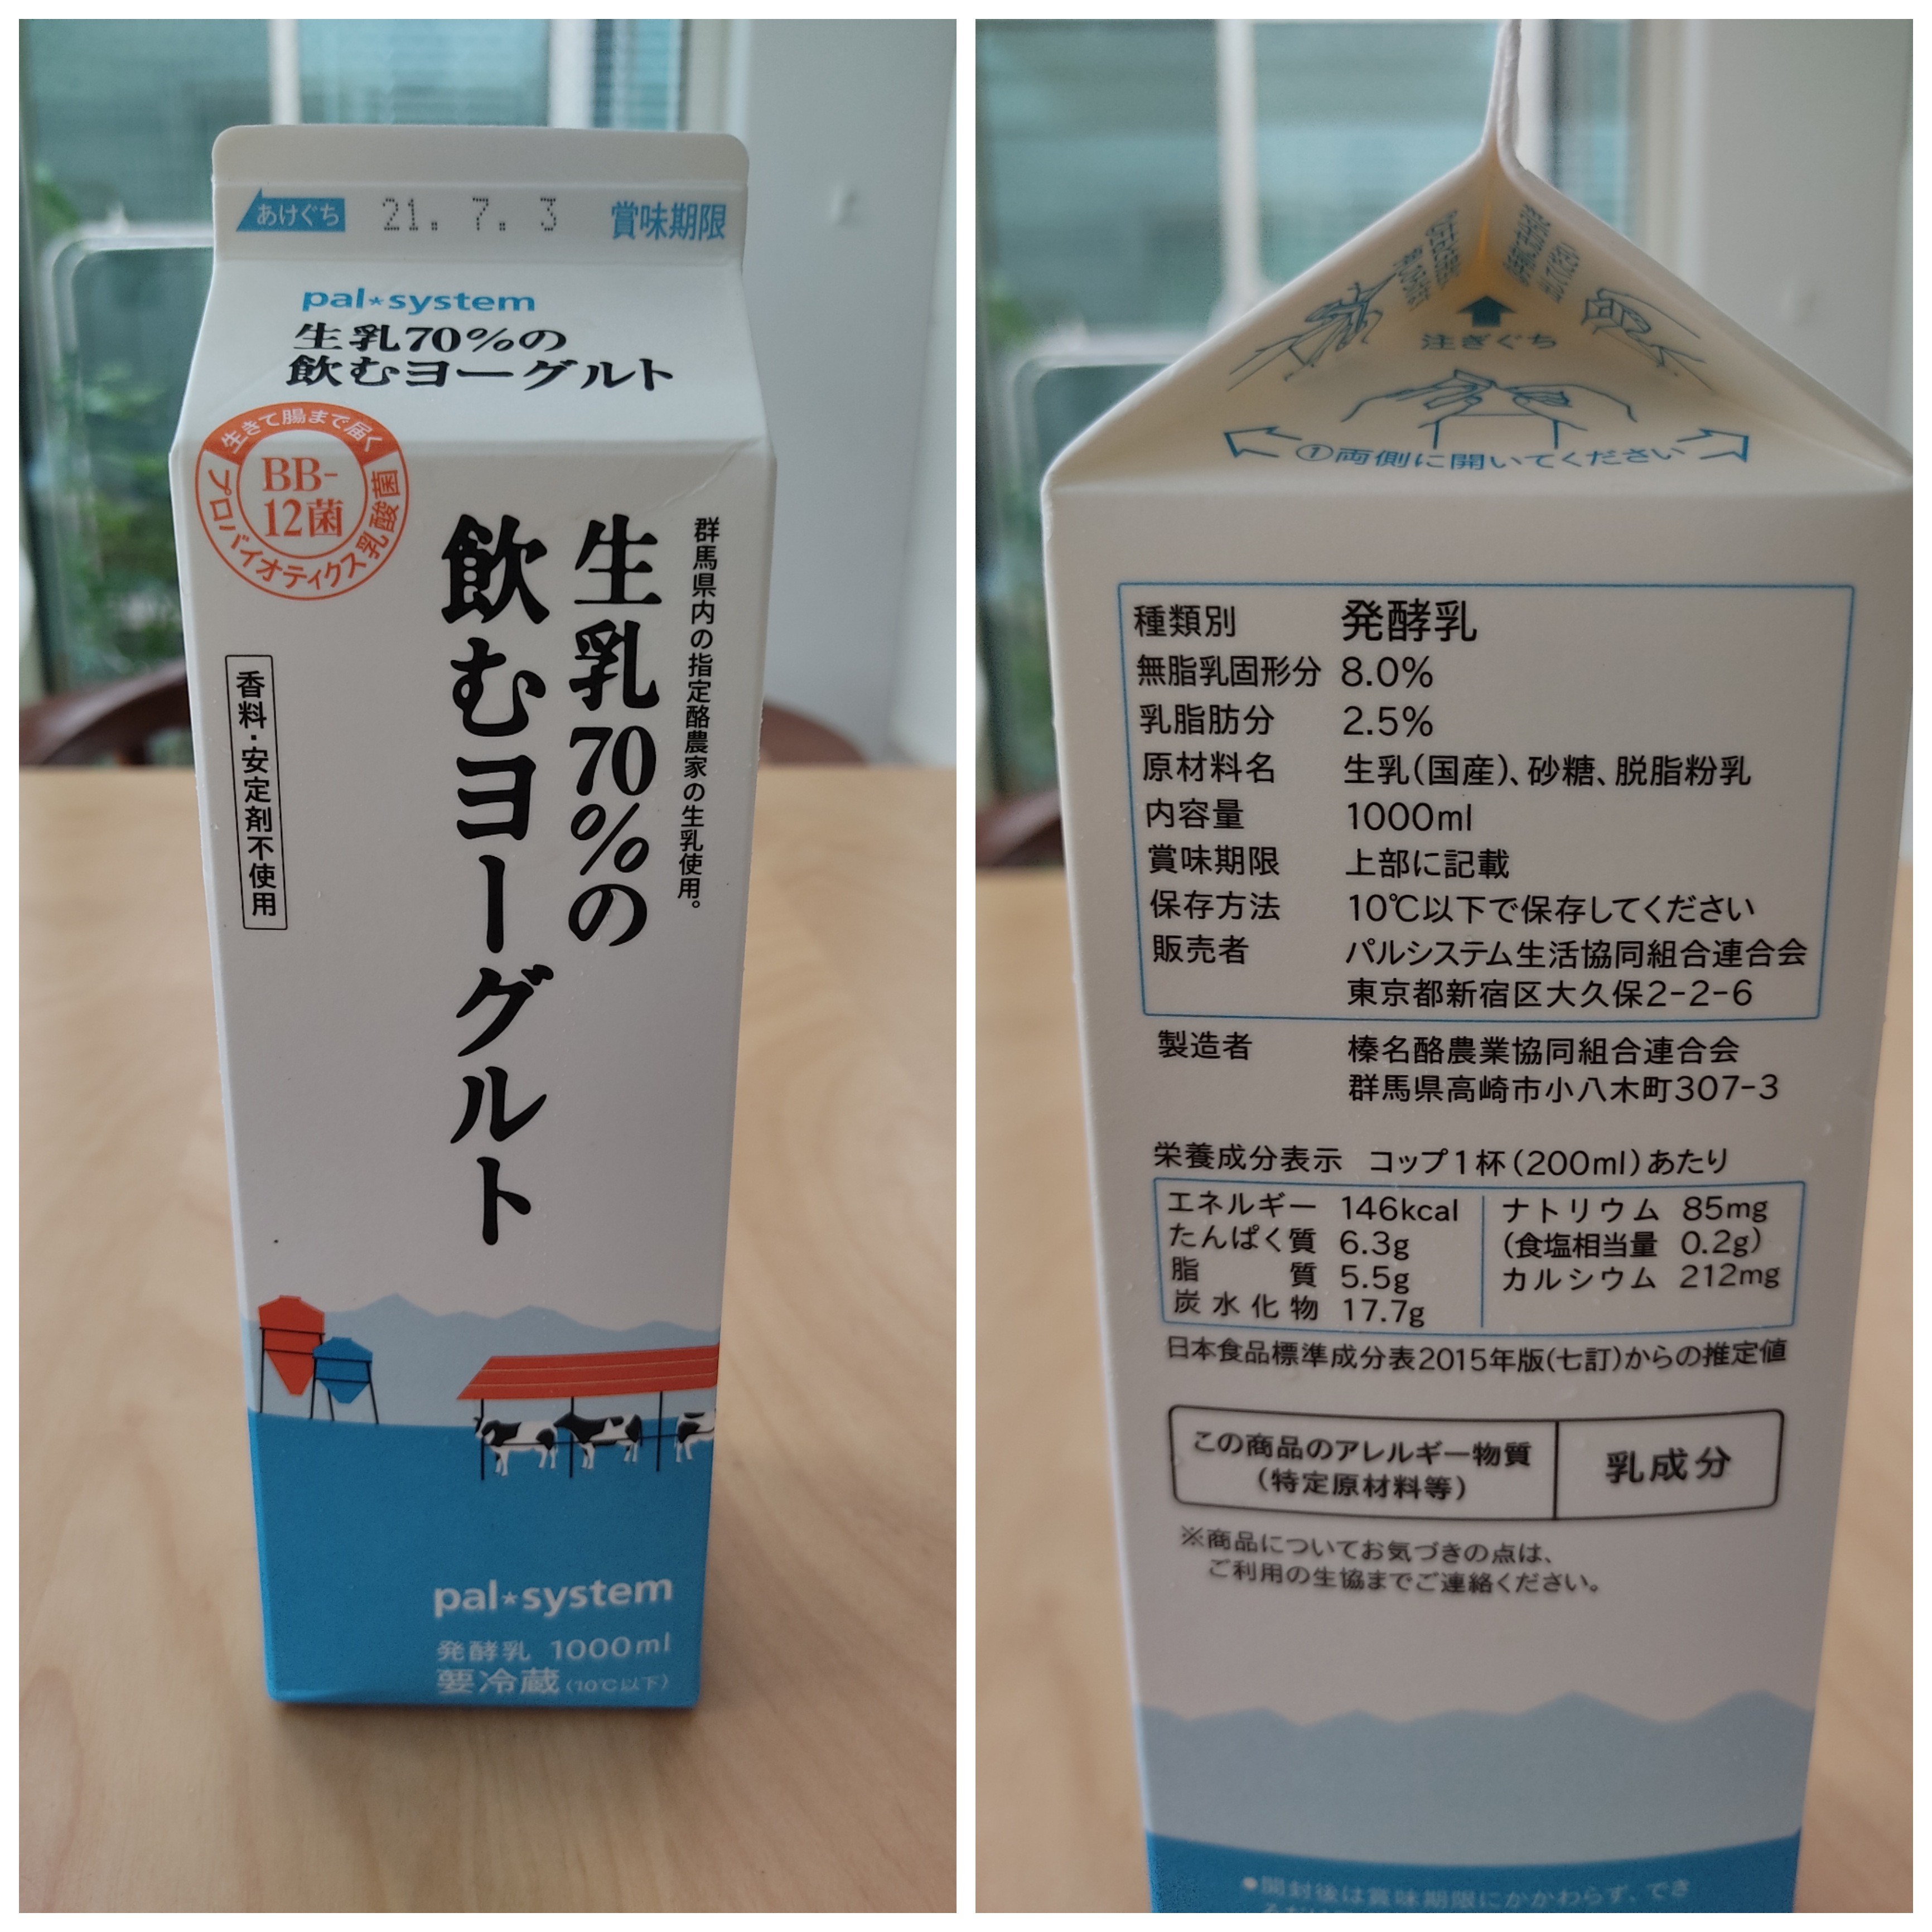 あけぐち 21. 7. 3 賞味期限
pal*system
生乳70%の
飲むヨーグルト
生きて腸まで届く
BB-
12菌
プロバイオティクス乳酸菌
群馬県内の指定酪農家の生乳使用。
生乳70%の
飲むヨーグルト
香料・安定剤不使用
pal*system
発酵乳 1000ml
要冷蔵(10℃以下)
注ぎぐち
①両側に開いてください
種類別 発酵乳
無脂乳固形分 8.0%
乳脂肪分 2.5%
原材料名 生乳(国産)、砂糖、脱脂粉乳
内容量 1000ml
賞味期限 上部に記載
保存方法 10℃以下で保存してください
販売者 パルシステム生活協同組合連合会
東京都新宿区大久保2-2-6
製造者 榛名酪農業協同組合連合会
群馬県高崎市小八木町307-3
栄養成分表示 コップ1杯(200ml)あたり
エネルギー 146kcal ナトリウム 85mg
たんぱく質 6.3g (食塩相当量 0.2g)
脂質 5.5g カルシウム 212mg
炭水化物 17.7g
日本食品標準成分表2015年版(七訂)からの推定値
この商品のアレルギー物質
(特定原材料等)
乳成分
※商品についてお気づきの点は、
ご利用の生協までご連絡ください。
●開封後は賞味期限にかかわらず、でき